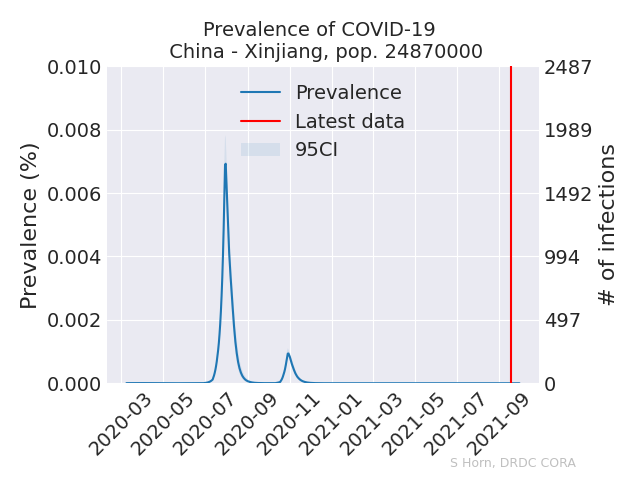 Prevalence of COVID-19
China - Xinjiang, pop. 24870000
Prevalence
Latest data
95CI
Prevalence (%)
0.010
0.008
0.006
0.004
0.002
0.000
2487
1989
1492
994
497
0
# of infections
2020-03
2020-05
2020-07
2020-09
2020-11
2021-01
2021-03
2021-05
2021-07
2021-09
S Horn, DRDC CORA